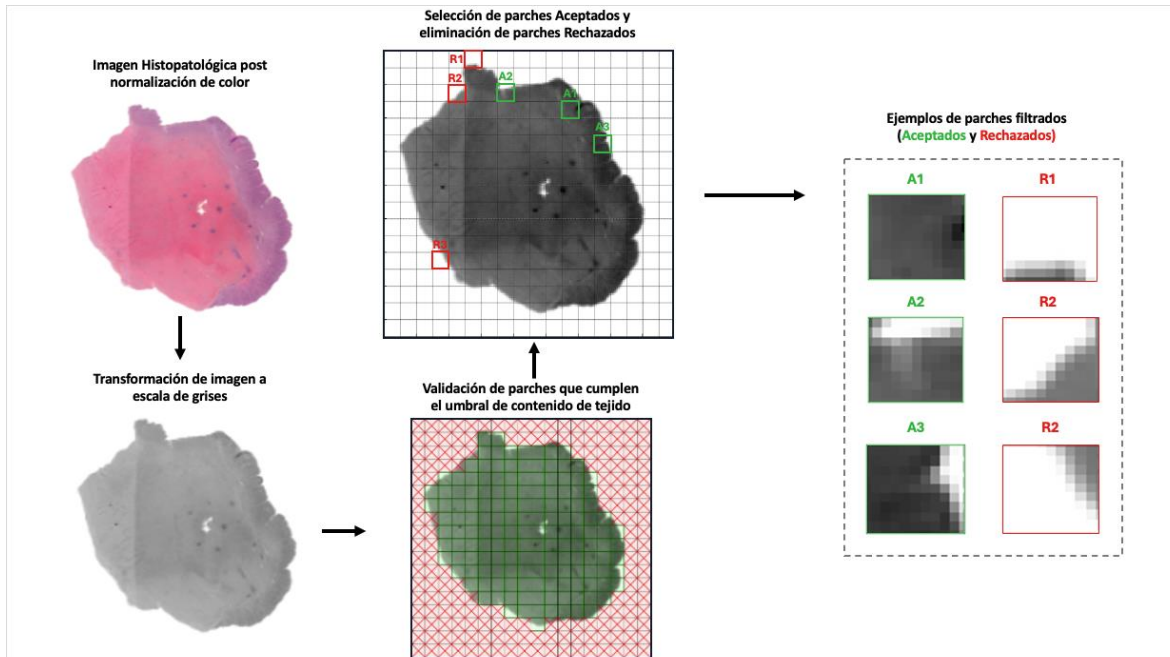 Imagen Histopatológica post
normalización de color
Transformación de imagen a
escala de grises
Validación de parches que cumplen
el umbral de contenido de tejido
Selección de parches Aceptados y
eliminación de parches Rechazados
R1
R2
A2
A1
A3
R3
Ejemplos de parches filtrados
(Aceptados y Rechazados)
A1
R1
A2
R2
A3
R2